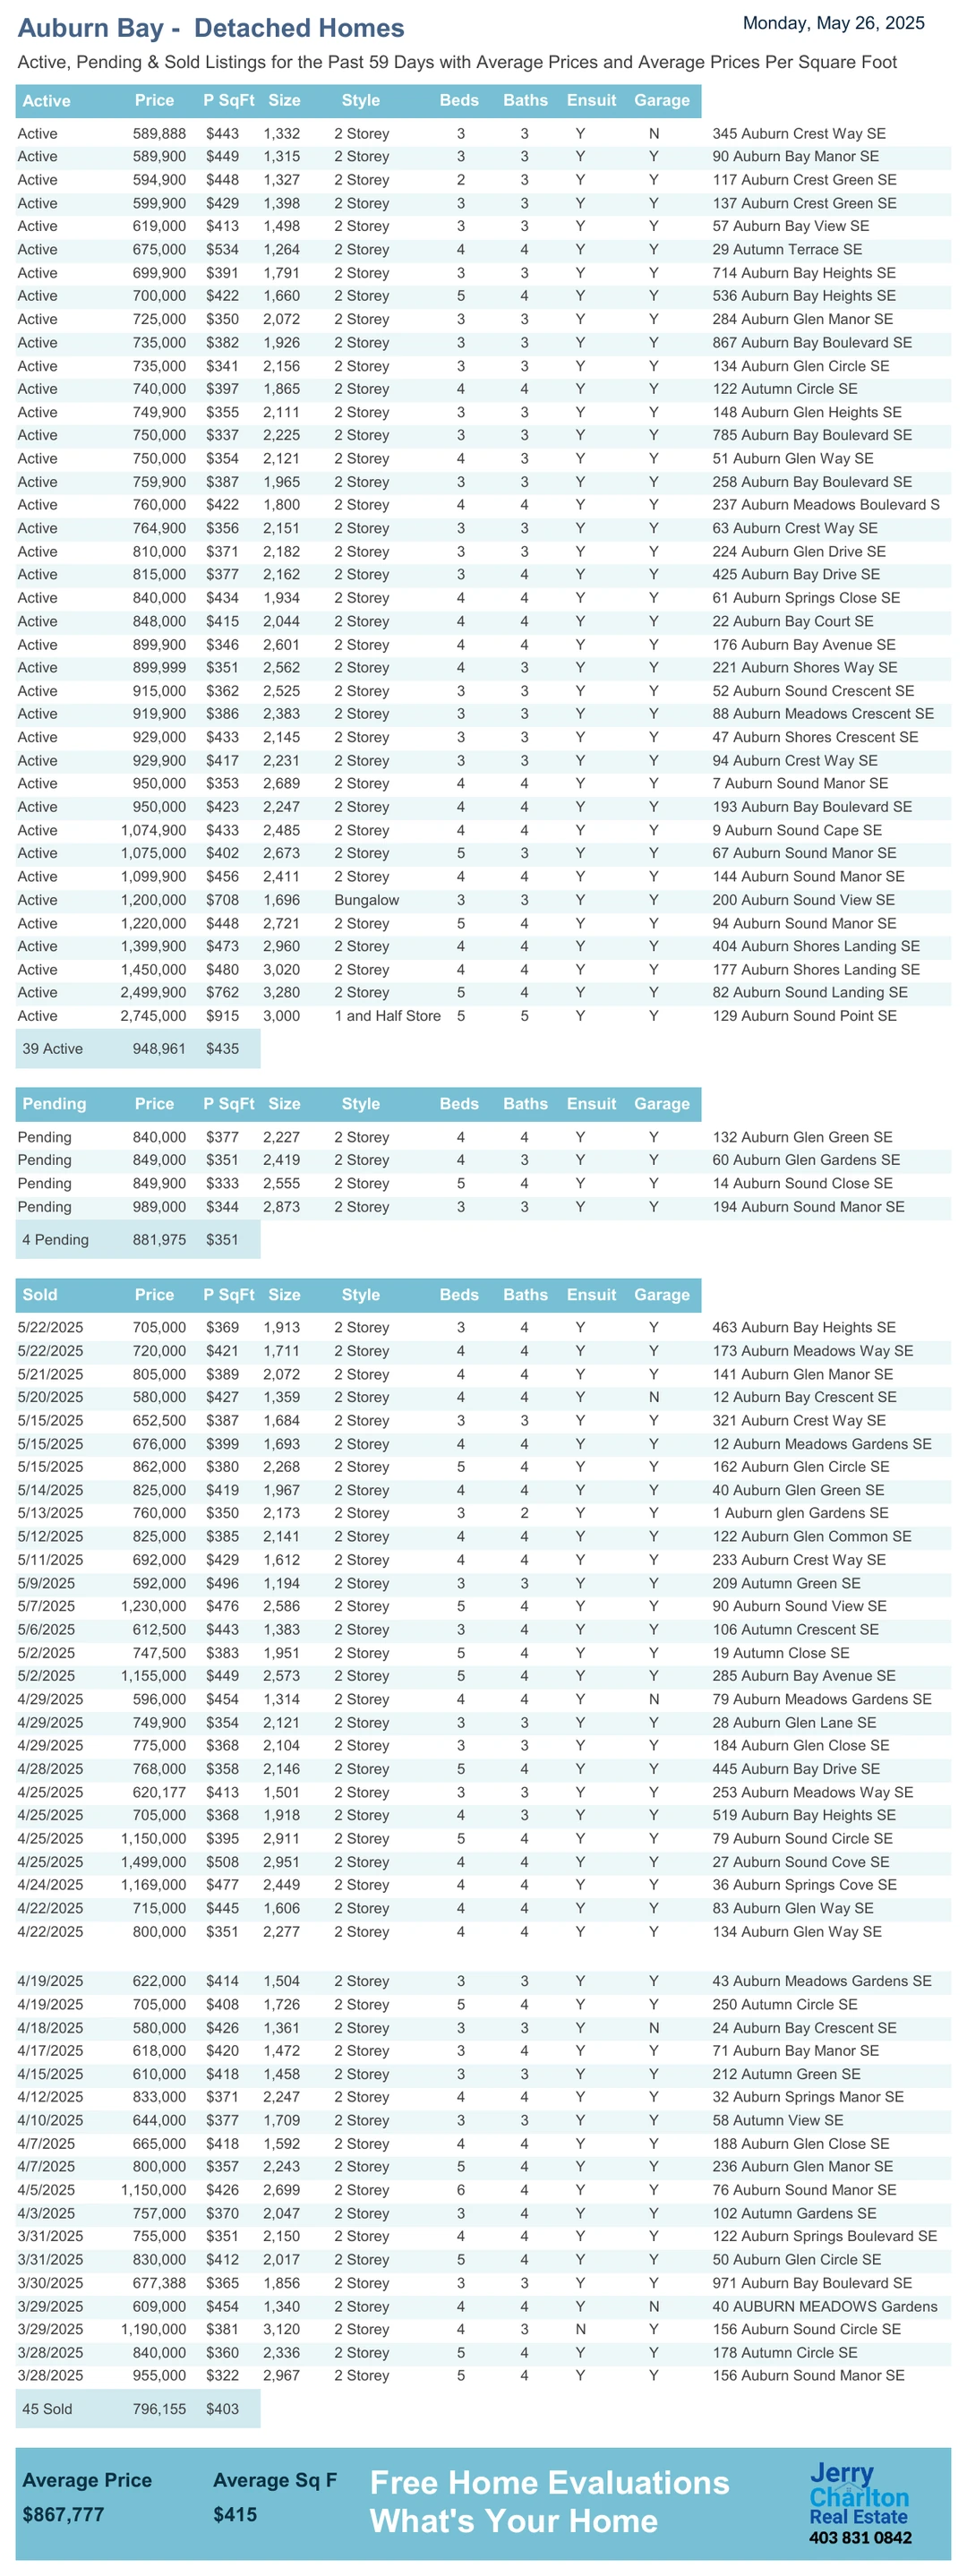 Auburn Bay - Detached Homes
Monday, May 26, 2025
Active, Pending & Sold Listings for the Past 59 Days with Average Prices and Average Prices Per Square Foot
Active Price P SqFt Size Style Beds Baths Ensuit Garage
Active 589,888 $443 1,332 2 Storey 3 3 Y N 345 Auburn Crest Way SE
Active 589,900 $449 1,315 2 Storey 3 3 Y Y 90 Auburn Bay Manor SE
Active 594,900 $448 1,327 2 Storey 2 3 Y Y 117 Auburn Crest Green SE
Active 599,900 $429 1,398 2 Storey 3 3 Y Y 137 Auburn Crest Green SE
Active 619,000 $413 1,498 2 Storey 3 3 Y Y 57 Auburn Bay View SE
Active 675,000 $534 1,264 2 Storey 4 4 Y Y 29 Autumn Terrace SE
Active 699,900 $391 1,791 2 Storey 3 3 Y Y 714 Auburn Bay Heights SE
Active 700,000 $422 1,660 2 Storey 5 4 Y Y 536 Auburn Bay Heights SE
Active 725,000 $350 2,072 2 Storey 3 3 Y Y 284 Auburn Glen Manor SE
Active 735,000 $382 1,926 2 Storey 3 3 Y Y 867 Auburn Bay Boulevard SE
Active 735,000 $341 2,156 2 Storey 3 3 Y Y 134 Auburn Glen Circle SE
Active 740,000 $397 1,865 2 Storey 4 4 Y Y 122 Autumn Circle SE
Active 749,900 $355 2,111 2 Storey 3 3 Y Y 148 Auburn Glen Heights SE
Active 750,000 $337 2,225 2 Storey 3 3 Y Y 785 Auburn Bay Boulevard SE
Active 750,000 $354 2,121 2 Storey 4 3 Y Y 51 Auburn Glen Way SE
Active 759,900 $387 1,965 2 Storey 3 3 Y Y 258 Auburn Bay Boulevard SE
Active 760,000 $422 1,800 2 Storey 4 4 Y Y 237 Auburn Meadows Boulevard S
Active 764,900 $356 2,151 2 Storey 3 3 Y Y 63 Auburn Crest Way SE
Active 810,000 $371 2,182 2 Storey 3 3 Y Y 224 Auburn Glen Drive SE
Active 815,000 $377 2,162 2 Storey 3 4 Y Y 425 Auburn Bay Drive SE
Active 840,000 $434 1,934 2 Storey 4 4 Y Y 61 Auburn Springs Close SE
Active 848,000 $415 2,044 2 Storey 4 4 Y Y 22 Auburn Bay Court SE
Active 899,900 $346 2,601 2 Storey 4 4 Y Y 176 Auburn Bay Avenue SE
Active 899,999 $351 2,562 2 Storey 4 3 Y Y 221 Auburn Shores Way SE
Active 915,000 $362 2,525 2 Storey 3 3 Y Y 52 Auburn Sound Crescent SE
Active 919,900 $386 2,383 2 Storey 3 3 Y Y 88 Auburn Meadows Crescent SE
Active 929,000 $433 2,145 2 Storey 3 3 Y Y 47 Auburn Shores Crescent SE
Active 929,900 $417 2,231 2 Storey 3 3 Y Y 94 Auburn Crest Way SE
Active 950,000 $353 2,689 2 Storey 4 4 Y Y 7 Auburn Sound Manor SE
Active 950,000 $423 2,247 2 Storey 4 4 Y Y 193 Auburn Bay Boulevard SE
Active 1,074,900 $433 2,485 2 Storey 4 4 Y Y 9 Auburn Sound Cape SE
Active 1,075,000 $402 2,673 2 Storey 5 3 Y Y 67 Auburn Sound Manor SE
Active 1,099,900 $456 2,411 2 Storey 4 4 Y Y 144 Auburn Sound Manor SE
Active 1,200,000 $708 1,696 Bungalow 3 3 Y Y 200 Auburn Sound View SE
Active 1,220,000 $448 2,721 2 Storey 5 4 Y Y 94 Auburn Sound Manor SE
Active 1,399,900 $473 2,960 2 Storey 4 4 Y Y 404 Auburn Shores Landing SE
Active 1,450,000 $480 3,020 2 Storey 4 4 Y Y 177 Auburn Shores Landing SE
Active 2,499,900 $762 3,280 2 Storey 5 4 Y Y 82 Auburn Sound Landing SE
Active 2,745,000 $915 3,000 1 and Half Store 5 5 Y Y 129 Auburn Sound Point SE
39 Active 948,961 $435
Pending Price P SqFt Size Style Beds Baths Ensuit Garage
Pending 840,000 $377 2,227 2 Storey 4 4 Y Y 132 Auburn Glen Green SE
Pending 849,000 $351 2,419 2 Storey 4 3 Y Y 60 Auburn Glen Gardens SE
Pending 849,900 $333 2,555 2 Storey 5 4 Y Y 14 Auburn Sound Close SE
Pending 989,000 $344 2,873 2 Storey 3 3 Y Y 194 Auburn Sound Manor SE
4 Pending 881,975 $351
Sold Price P SqFt Size Style Beds Baths Ensuit Garage
5/22/2025 705,000 $369 1,913 2 Storey 3 4 Y Y 463 Auburn Bay Heights SE
5/22/2025 720,000 $421 1,711 2 Storey 4 4 Y Y 173 Auburn Meadows Way SE
5/21/2025 805,000 $389 2,072 2 Storey 4 4 Y Y 141 Auburn Glen Manor SE
5/20/2025 580,000 $427 1,359 2 Storey 4 4 Y N 12 Auburn Bay Crescent SE
5/15/2025 652,500 $387 1,684 2 Storey 3 3 Y Y 321 Auburn Crest Way SE
5/15/2025 676,000 $399 1,693 2 Storey 4 4 Y Y 12 Auburn Meadows Gardens SE
5/15/2025 862,000 $380 2,268 2 Storey 5 4 Y Y 162 Auburn Glen Circle SE
5/14/2025 825,000 $419 1,967 2 Storey 4 4 Y Y 40 Auburn Glen Green SE
5/13/2025 760,000 $350 2,173 2 Storey 3 2 Y Y 1 Auburn glen Gardens SE
5/12/2025 825,000 $385 2,141 2 Storey 4 4 Y Y 122 Auburn Glen Common SE
5/11/2025 692,000 $429 1,612 2 Storey 4 4 Y Y 233 Auburn Crest Way SE
5/9/2025 592,000 $496 1,194 2 Storey 3 3 Y Y 209 Autumn Green SE
5/7/2025 1,230,000 $476 2,586 2 Storey 5 4 Y Y 90 Auburn Sound View SE
5/6/2025 612,500 $443 1,383 2 Storey 3 4 Y Y 106 Autumn Crescent SE
5/2/2025 747,500 $383 1,951 2 Storey 5 4 Y Y 19 Autumn Close SE
5/2/2025 1,155,000 $449 2,573 2 Storey 5 4 Y Y 285 Auburn Bay Avenue SE
4/29/2025 596,000 $454 1,314 2 Storey 4 4 Y N 79 Auburn Meadows Gardens SE
4/29/2025 749,900 $354 2,121 2 Storey 3 3 Y Y 28 Auburn Glen Lane SE
4/29/2025 775,000 $368 2,104 2 Storey 3 3 Y Y 184 Auburn Glen Close SE
4/28/2025 768,000 $358 2,146 2 Storey 5 4 Y Y 445 Auburn Bay Drive SE
4/25/2025 620,177 $413 1,501 2 Storey 3 3 Y Y 253 Auburn Meadows Way SE
4/25/2025 705,000 $368 1,918 2 Storey 4 3 Y Y 519 Auburn Bay Heights SE
4/25/2025 1,150,000 $395 2,911 2 Storey 5 4 Y Y 79 Auburn Sound Circle SE
4/25/2025 1,499,000 $508 2,951 2 Storey 4 4 Y Y 27 Auburn Sound Cove SE
4/24/2025 1,169,000 $477 2,449 2 Storey 4 4 Y Y 36 Auburn Springs Cove SE
4/22/2025 715,000 $445 1,606 2 Storey 4 4 Y Y 83 Auburn Glen Way SE
4/22/2025 800,000 $351 2,277 2 Storey 4 4 Y Y 134 Auburn Glen Way SE
4/19/2025 622,000 $414 1,504 2 Storey 3 3 Y Y 43 Auburn Meadows Gardens SE
4/19/2025 705,000 $408 1,726 2 Storey 5 4 Y Y 250 Autumn Circle SE
4/18/2025 580,000 $426 1,361 2 Storey 3 3 Y N 24 Auburn Bay Crescent SE
4/17/2025 618,000 $420 1,472 2 Storey 3 4 Y Y 71 Auburn Bay Manor SE
4/15/2025 610,000 $418 1,458 2 Storey 3 3 Y Y 212 Autumn Green SE
4/12/2025 833,000 $371 2,247 2 Storey 4 4 Y Y 32 Auburn Springs Manor SE
4/10/2025 644,000 $377 1,709 2 Storey 3 3 Y Y 58 Autumn View SE
4/7/2025 665,000 $418 1,592 2 Storey 4 4 Y Y 188 Auburn Glen Close SE
4/7/2025 800,000 $357 2,243 2 Storey 5 4 Y Y 236 Auburn Glen Manor SE
4/5/2025 1,150,000 $426 2,699 2 Storey 6 4 Y Y 76 Auburn Sound Manor SE
4/3/2025 757,000 $370 2,047 2 Storey 3 4 Y Y 102 Autumn Gardens SE
3/31/2025 755,000 $351 2,150 2 Storey 4 4 Y Y 122 Auburn Springs Boulevard SE
3/31/2025 830,000 $412 2,017 2 Storey 5 4 Y Y 50 Auburn Glen Circle SE
3/30/2025 677,388 $365 1,856 2 Storey 3 3 Y Y 971 Auburn Bay Boulevard SE
3/29/2025 609,000 $454 1,340 2 Storey 4 4 Y N 40 AUBURN MEADOWS Gardens
3/29/2025 1,190,000 $381 3,120 2 Storey 4 3 N Y 156 Auburn Sound Circle SE
3/28/2025 840,000 $360 2,336 2 Storey 5 4 Y Y 178 Autumn Circle SE
3/28/2025 955,000 $322 2,967 2 Storey 5 4 Y Y 156 Auburn Sound Manor SE
45 Sold 796,155 $403
Average Price Average Sq F
$867,777 $415
Free Home Evaluations
What's Your Home
Jerry
Charlton
Real Estate
403 831 0842